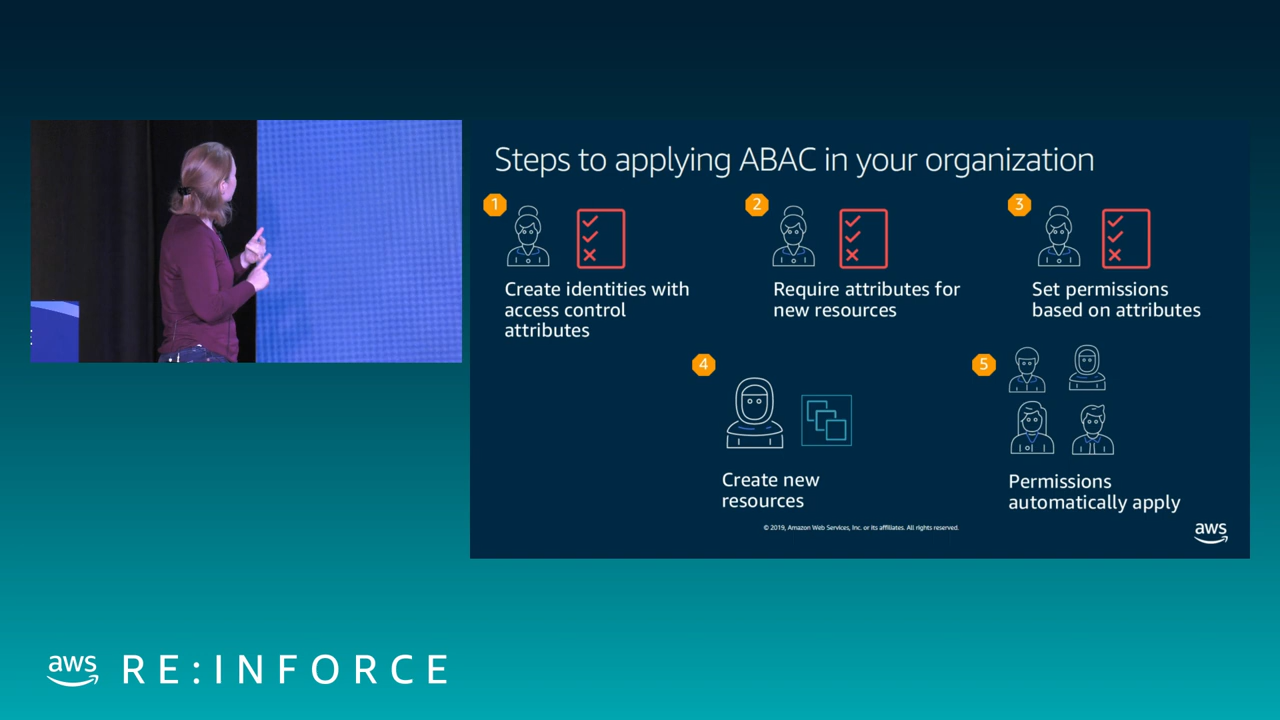 Steps to applying ABAC in your organization
1
Create identities with
access control
attributes
2
Require attributes for
new resources
3
Set permissions
based on attributes
4
Create new
resources
5
Permissions
automatically apply
© 2019, Amazon Web Services, Inc. or its affiliates. All rights reserved.
aws
aws RE:INFORCE